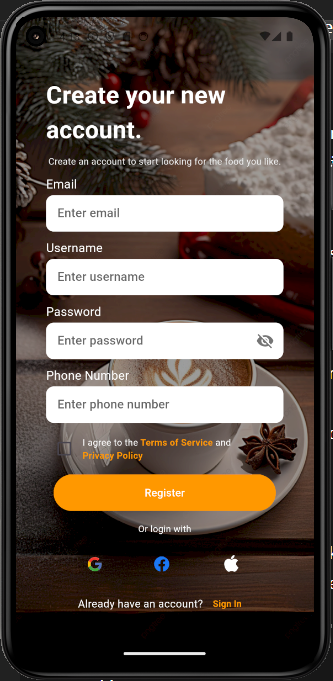 Create your new
account.
Create an account to start looking for the food you like.
Email
Enter email
Username
Enter username
Password
Enter password
Phone Number
Enter phone number
I agree to the Terms of Service and
Privacy Policy
Register
Or login with
Already have an account? Sign In